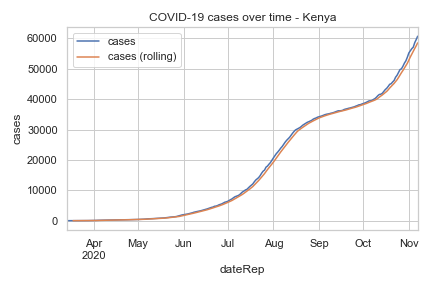 COVID-19 cases over time - Kenya
cases
cases (rolling)
60000
50000
40000
30000
20000
10000
0
cases
Apr May Jun Jul Aug Sep Oct Nov
2020
dateRep